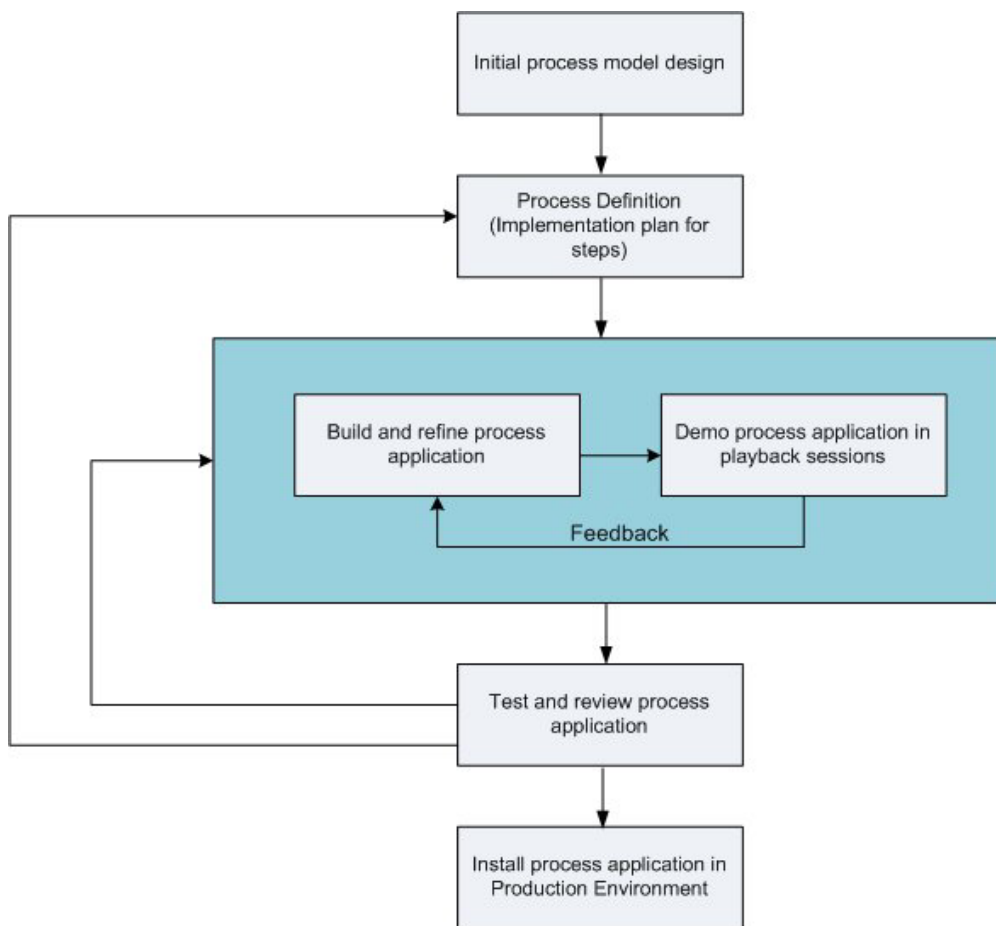 Initial process model design
Process Definition
(Implementation plan for
steps)
Build and refine process
application
Demo process application in
playback sessions
Feedback
Test and review process
application
Install process application in
Production Environment